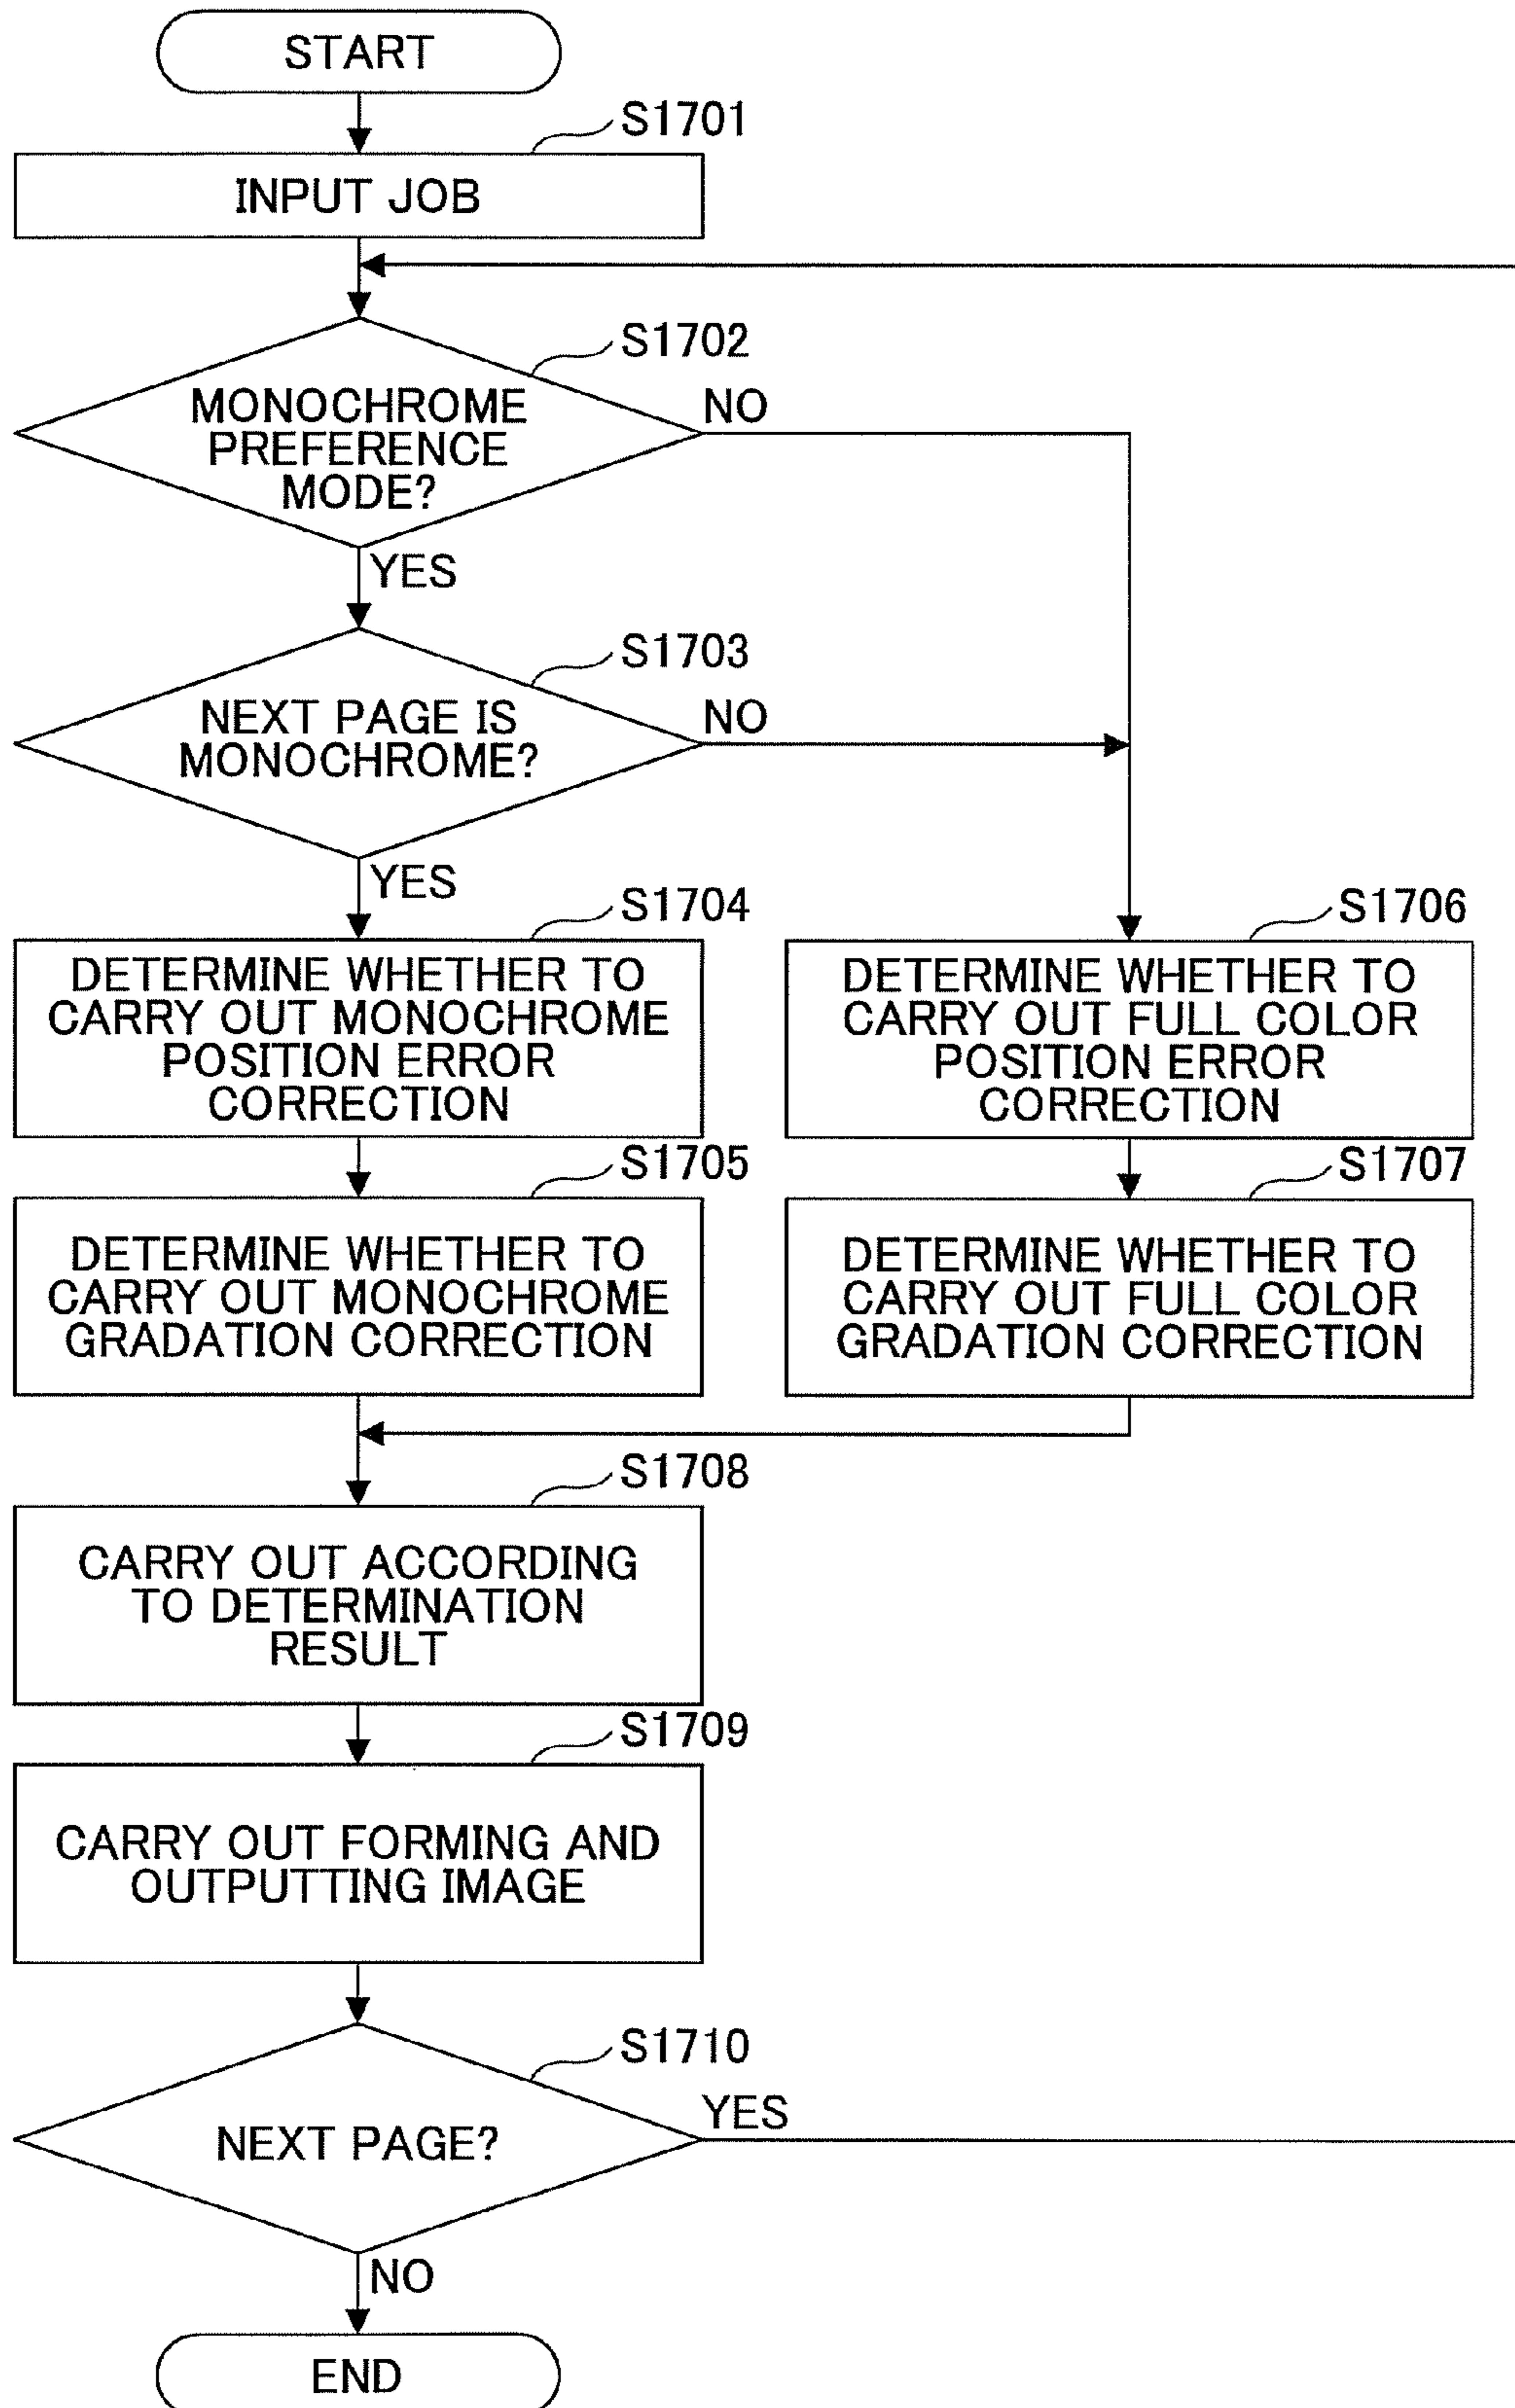 START
S1701
INPUT JOB
S1702
MONOCHROME
PREFERENCE
MODE?
NO
YES
S1703
NEXT PAGE IS
MONOCHROME?
NO
YES
S1704
DETERMINE WHETHER TO
CARRY OUT MONOCHROME
POSITION ERROR
CORRECTION
S1706
DETERMINE WHETHER TO
CARRY OUT FULL COLOR
POSITION ERROR
CORRECTION
S1705
DETERMINE WHETHER TO
CARRY OUT MONOCHROME
GRADATION CORRECTION
S1707
DETERMINE WHETHER TO
CARRY OUT FULL COLOR
GRADATION CORRECTION
S1708
CARRY OUT ACCORDING
TO DETERMINATION
RESULT
S1709
CARRY OUT FORMING AND
OUTPUTTING IMAGE
S1710
NEXT PAGE?
YES
NO
END